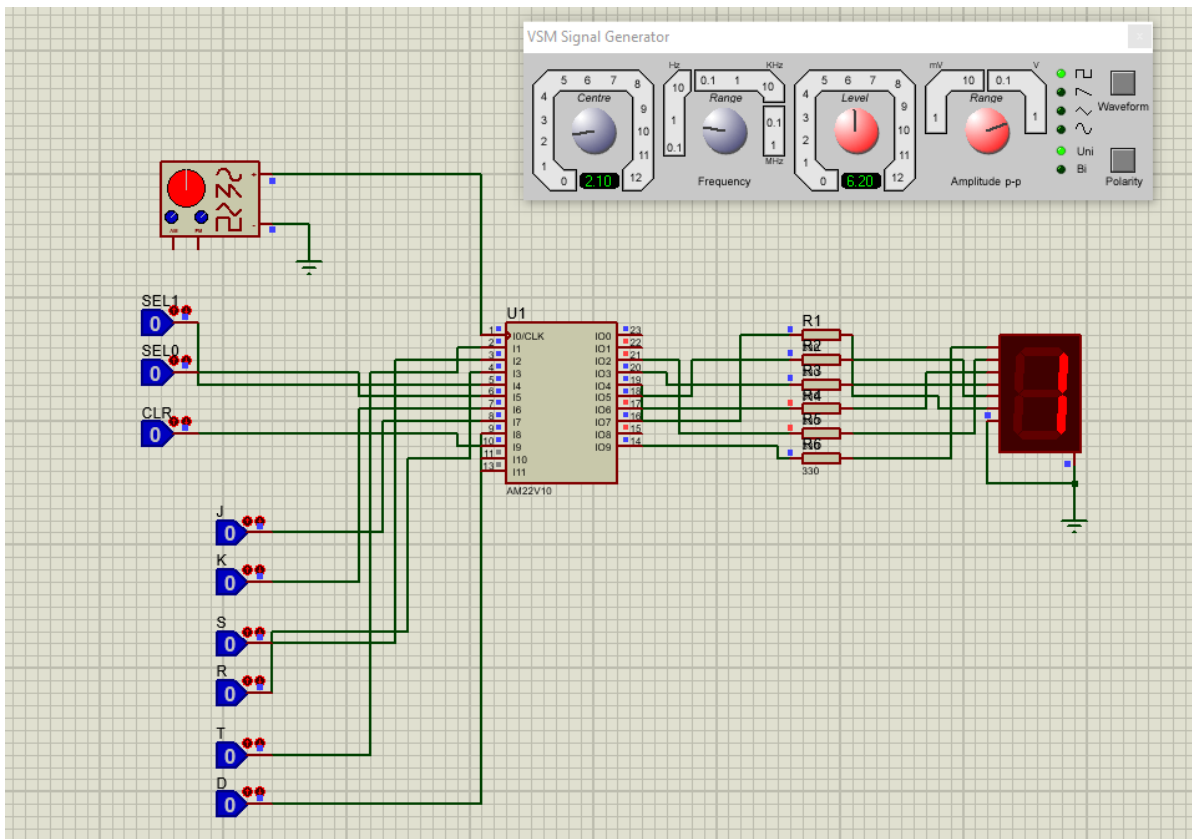 VSM Signal Generator
Hz KHz mV V
5 6 7 8 0.1 1 10 5 6 7 8 10 0.1
4 Centre 9 10 Range 4 Level 9 Range
3 10 1 0.1 3 10 1 1 Waveform
2 11 0.1 1 2 11 Uni
1 MHz 1 Bi
0 2.10 12 Frequency 0 6.20 12 Amplitude p-p Polarity
+
-
AM FM
SEL1
0
SEL0
0
CLR
0
J
0
K
0
S
0
R
0
T
0
D
0
U1
1 I0/CLK IO0 23
2 I1 IO1 22
3 I2 IO2 21
4 I3 IO3 20
5 I4 IO4 19
6 I5 IO5 18
7 I6 IO6 17
8 I7 IO7 16
9 I8 IO8 15
10 I9 IO9 14
11 I10
13 I11
AM22V10
R1
R2
R3
R4
R5
R6
330
1